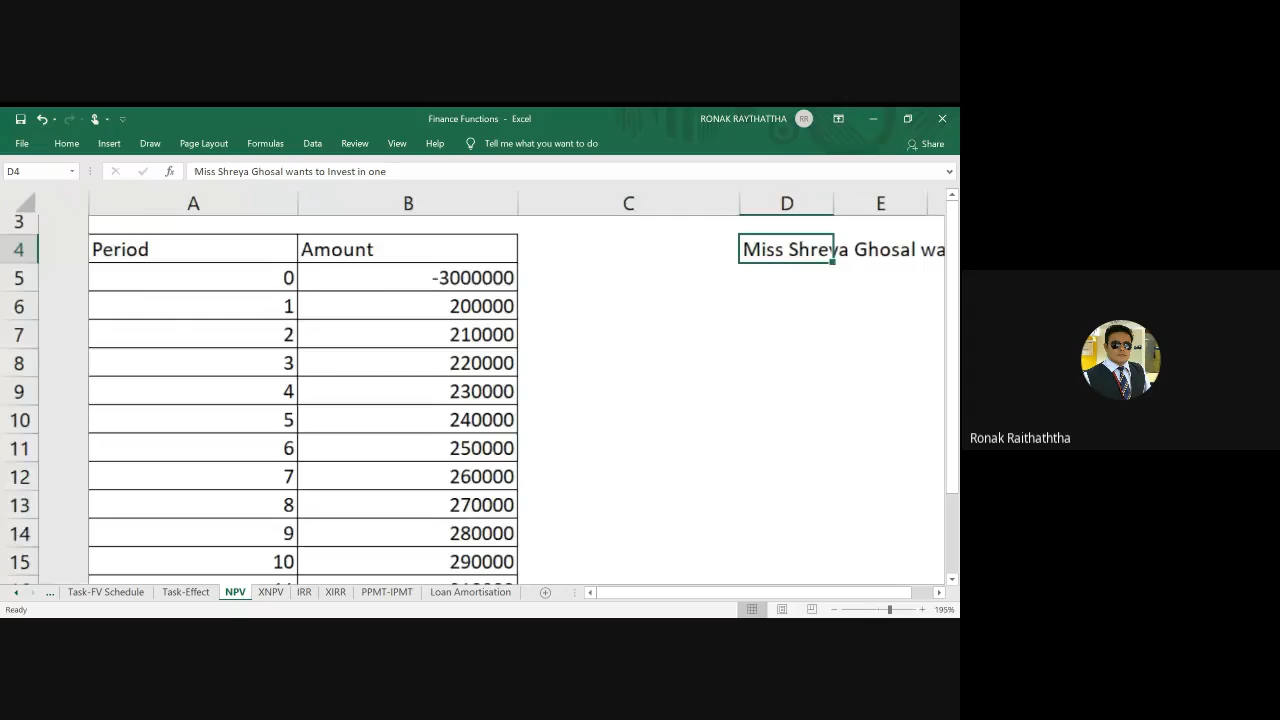 Finance Functions - Excel
RONAK RAYTHATTHA RR
File Home Insert Draw Page Layout Formulas Data Review View Help Tell me what you want to do Share
D4 fx Miss Shreya Ghosal wants to Invest in one
A B C D E
3
4 Period Amount Miss Shreya Ghosal wa
5 0 -3000000
6 1 200000
7 2 210000
8 3 220000
9 4 230000
10 5 240000
11 6 250000
12 7 260000
13 8 270000
14 9 280000
15 10 290000
... Task-FV Schedule Task-Effect NPV XNPV IRR XIRR PPMT-IPMT Loan Amortisation
Ready 195%
Ronak Raithaththa